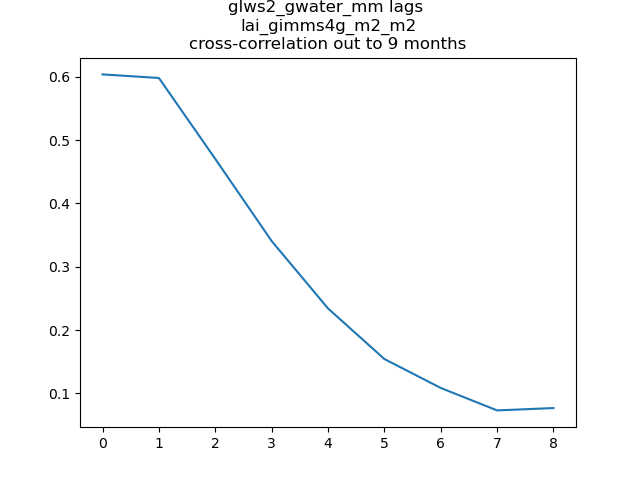 glws2_gwater_mm lags
lai_gimms4g_m2_m2
cross-correlation out to 9 months
0.6
0.5
0.4
0.3
0.2
0.1
0 1 2 3 4 5 6 7 8